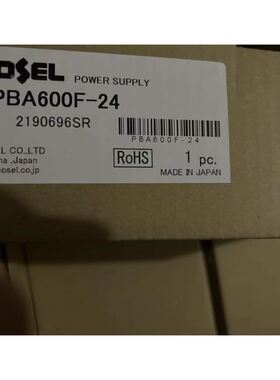 OSEL POWER SUPPLY
PBA600F-24
2190696SR
PBA600F-24
L CO.,LTD
ma ,Japan
osel.co.jp
RoHS
1 pc.
MADE IN JAPAN